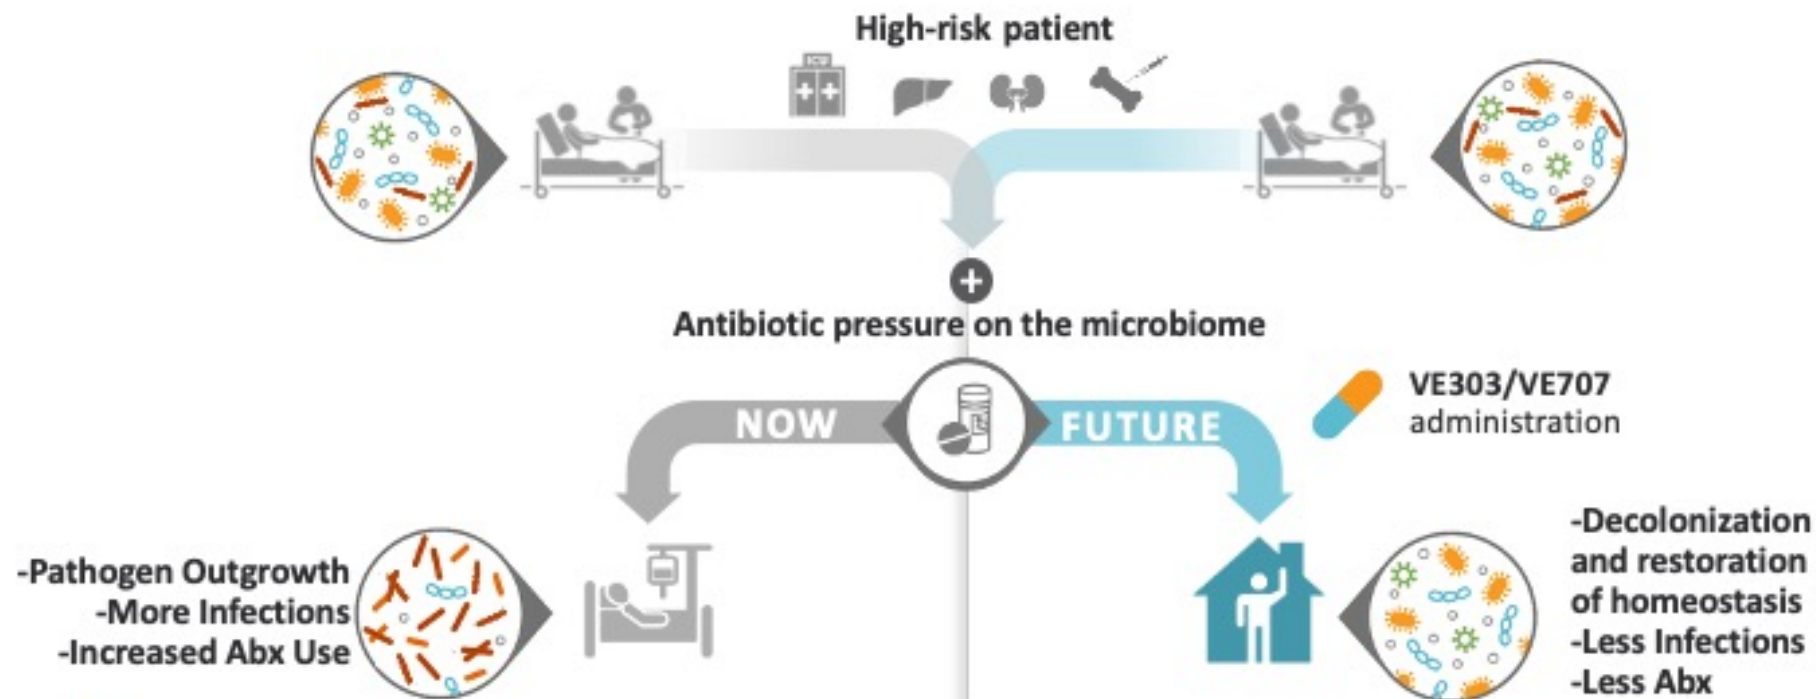 High-risk patient
ICU
Antibiotic pressure on the microbiome
NOW
FUTURE
VE303/VE707
administration
-Pathogen Outgrowth
-More Infections
-Increased Abx Use
-Decolonization
and restoration
of homeostasis
-Less Infections
-Less Abx